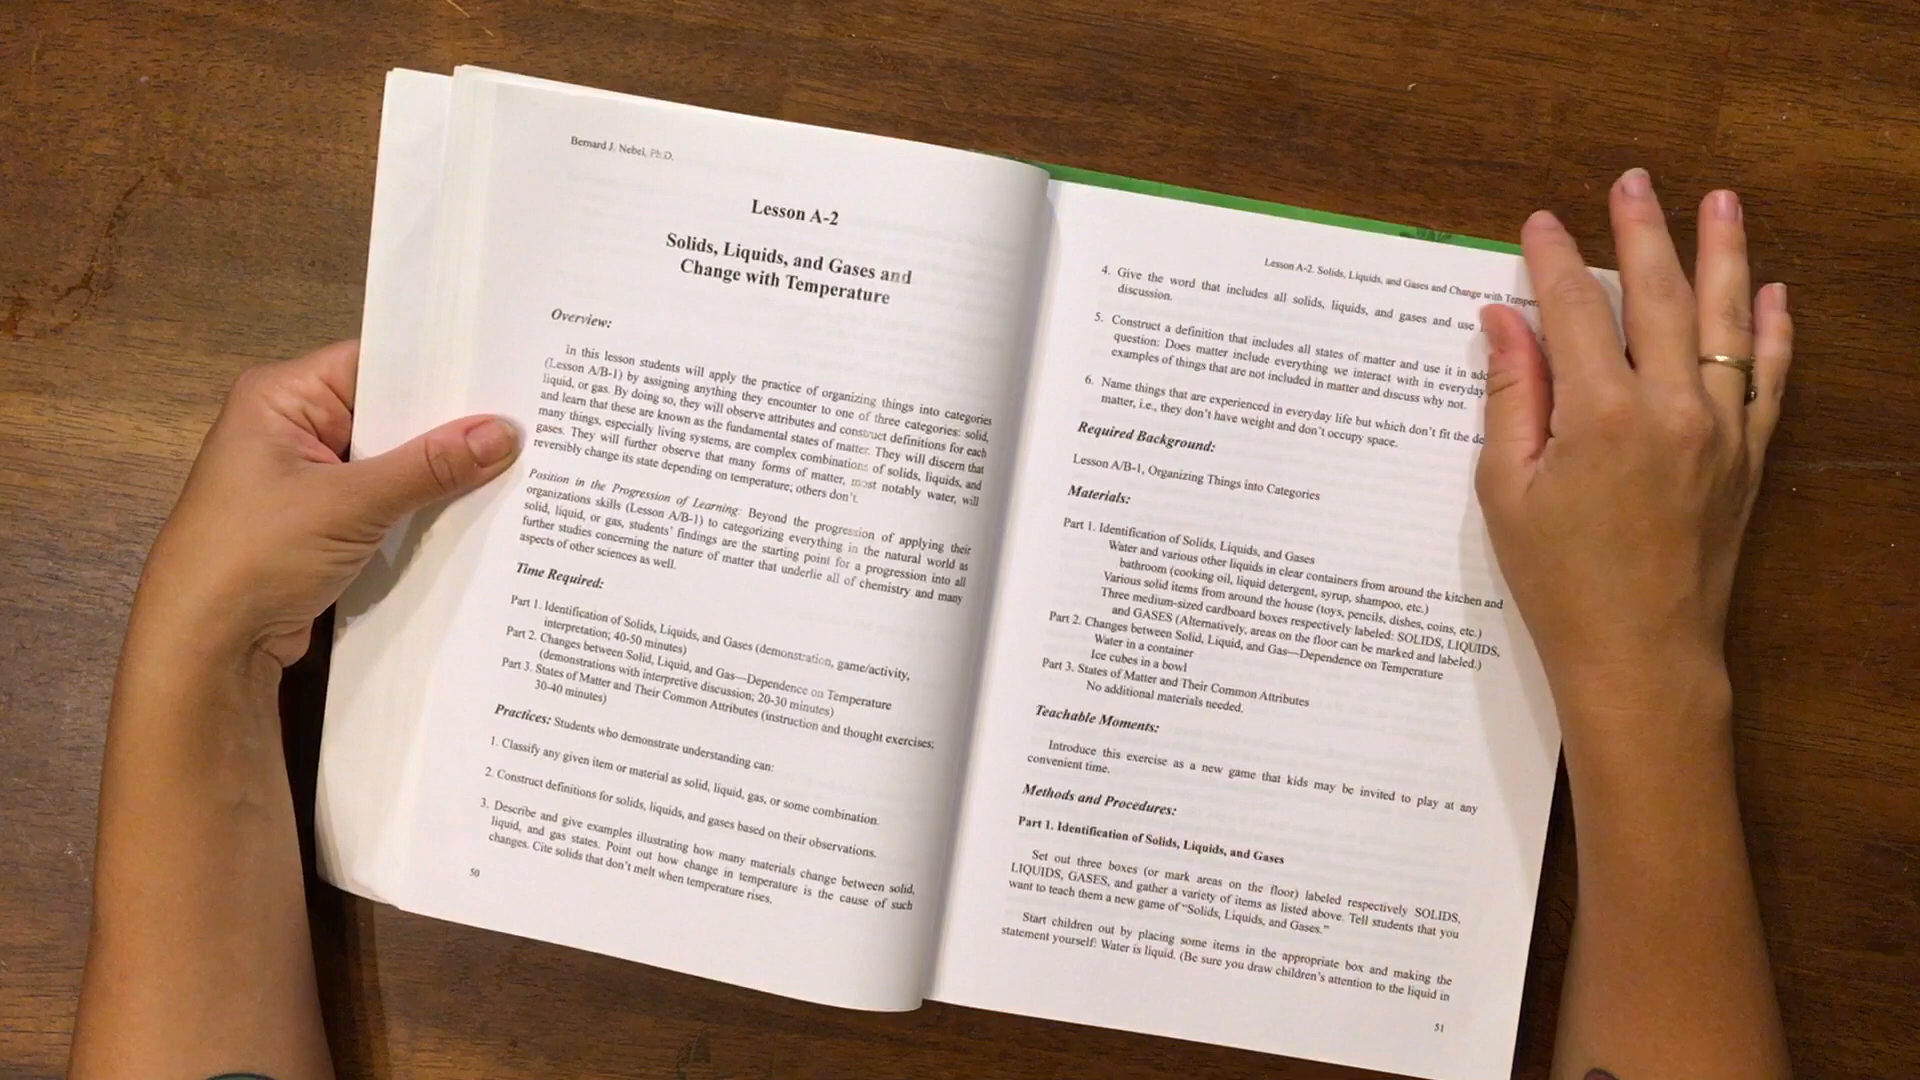 Bernard J. Nebel, Ph.D.
Lesson A-2
Solids, Liquids, and Gases and
Change with Temperature
Overview:
In this lesson students will apply the practice of organizing things into categories
(Lesson A/B-1) by assigning anything they encounter to one of three categories: solid,
liquid, or gas. By doing so, they will observe attributes and construct definitions for each
and learn that these are known as the fundamental states of matter. They will discern that
many things, especially living systems, are complex combinations of solids, liquids, and
gases. They will further observe that many forms of matter, most notably water, will
reversibly change its state depending on temperature; others don't.
Position in the Progression of Learning: Beyond the progression of applying their
organizations skills (Lesson A/B-1) to categorizing everything in the natural world as
solid, liquid, or gas, students' findings are the starting point for a progression into all
further studies concerning the nature of matter that underlie all of chemistry and many
aspects of other sciences as well.
Time Required:
Part 1. Identification of Solids, Liquids, and Gases (demonstration, game/activity,
interpretation; 40-50 minutes)
Part 2. Changes between Solid, Liquid, and Gas—Dependence on Temperature
(demonstrations with interpretive discussion; 20-30 minutes)
Part 3. States of Matter and Their Common Attributes (instruction and thought exercises;
30-40 minutes)
Practices: Students who demonstrate understanding can:
1. Classify any given item or material as solid, liquid, gas, or some combination.
2. Construct definitions for solids, liquids, and gases based on their observations.
3. Describe and give examples illustrating how many materials change between solid,
liquid, and gas states. Point out how change in temperature is the cause of such
changes. Cite solids that don't melt when temperature rises.
50
Lesson A-2. Solids, Liquids, and Gases and Change with
4. Give the word that includes all solids, liquids, and gases and use
discussion.
5. Construct a definition that includes all states of matter and use it in
question: Does matter include everything we interact with in everyday
examples of things that are not included in matter and discuss why not.
6. Name things that are experienced in everyday life but which don't fit the
matter, i.e., they don't have weight and don't occupy space.
Required Background:
Lesson A/B-1, Organizing Things into Categories
Materials:
Part 1. Identification of Solids, Liquids, and Gases
Water and various other liquids in clear containers from around the kitchen and
bathroom (cooking oil, liquid detergent, syrup, shampoo, etc.)
Various solid items from around the house (toys, pencils, dishes, coins, etc.)
Three medium-sized cardboard boxes respectively labeled: SOLIDS, LIQUIDS,
and GASES (Alternatively, areas on the floor can be marked and labeled.)
Part 2. Changes between Solid, Liquid, and Gas—Dependence on Temperature
Water in a container
Ice cubes in a bowl
Part 3. States of Matter and Their Common Attributes
No additional materials needed.
Teachable Moments:
Introduce this exercise as a new game that kids may be invited to play at any
convenient time.
Methods and Procedures:
Part 1. Identification of Solids, Liquids, and Gases
Set out three boxes (or mark areas on the floor) labeled respectively SOLIDS,
LIQUIDS, GASES, and gather a variety of items as listed above. Tell students that you
want to teach them a new game of “Solids, Liquids, and Gases.”
Start children out by placing some items in the appropriate box and making the
statement yourself: Water is liquid. (Be sure you draw children's attention to the liquid in
51